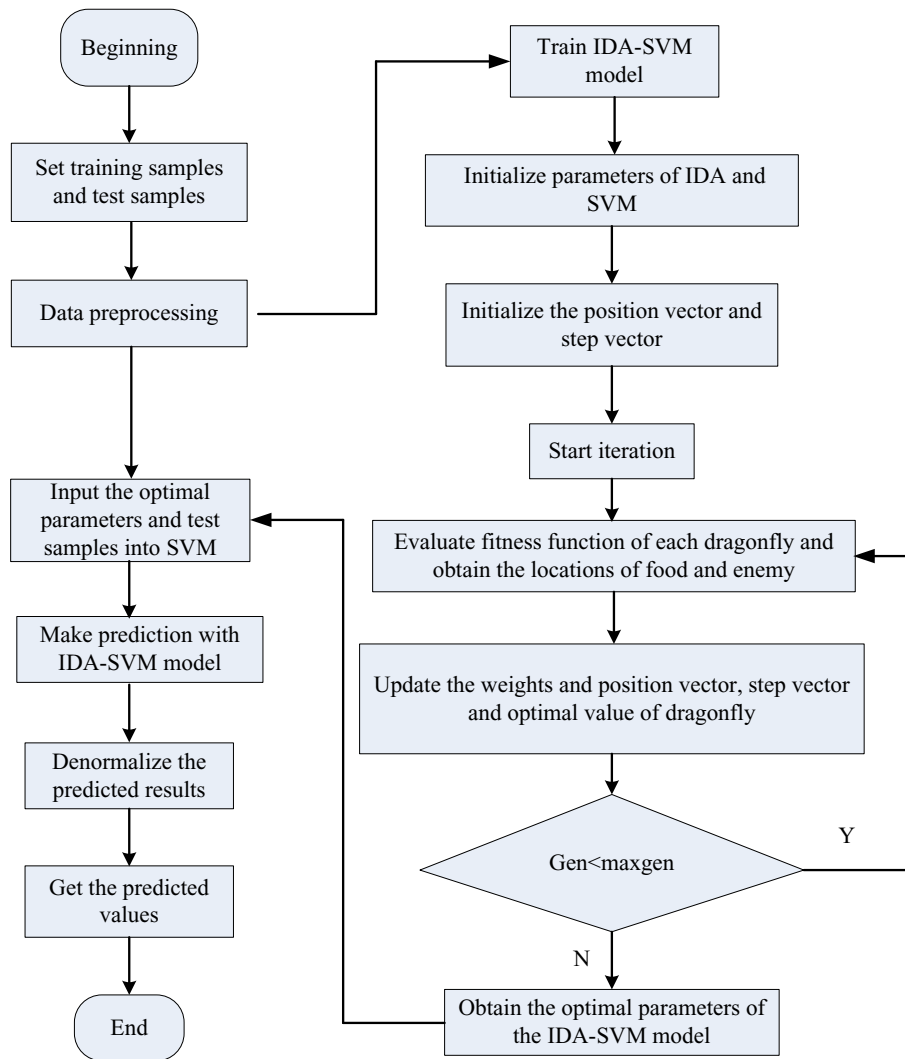 Beginning
Set training samples
and test samples
Data preprocessing
Input the optimal
parameters and test
samples into SVM
Make prediction with
IDA-SVM model
Denormalize the
predicted results
Get the predicted
values
End
Train IDA-SVM
model
Initialize parameters of IDA and
SVM
Initialize the position vector and
step vector
Start iteration
Evaluate fitness function of each dragonfly and
obtain the locations of food and enemy
Update the weights and position vector, step vector
and optimal value of dragonfly
Gen<maxgen
Y
N
Obtain the optimal parameters of
the IDA-SVM model